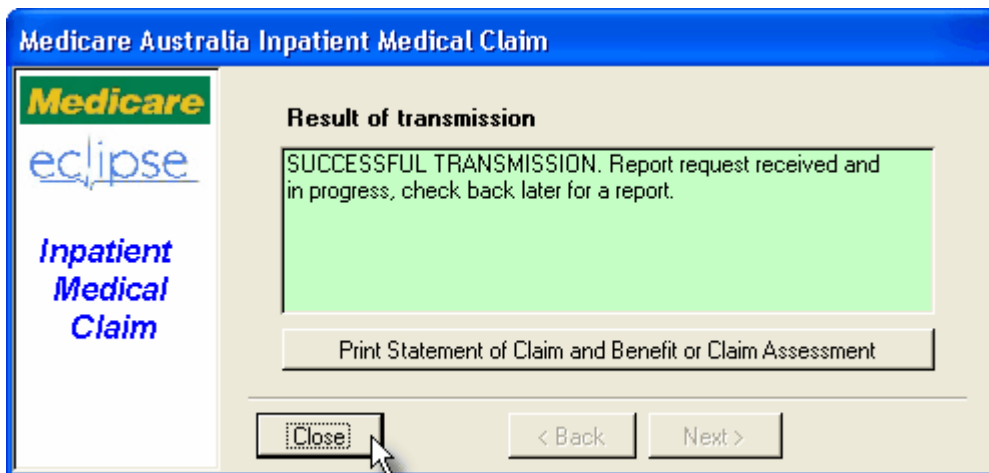 Medicare Australia Inpatient Medical Claim
Medicare
eclipse
Inpatient
Medical
Claim
Result of transmission
SUCCESSFUL TRANSMISSION. Report request received and
in progress, check back later for a report.
Print Statement of Claim and Benefit or Claim Assessment
Close
< Back
Next >